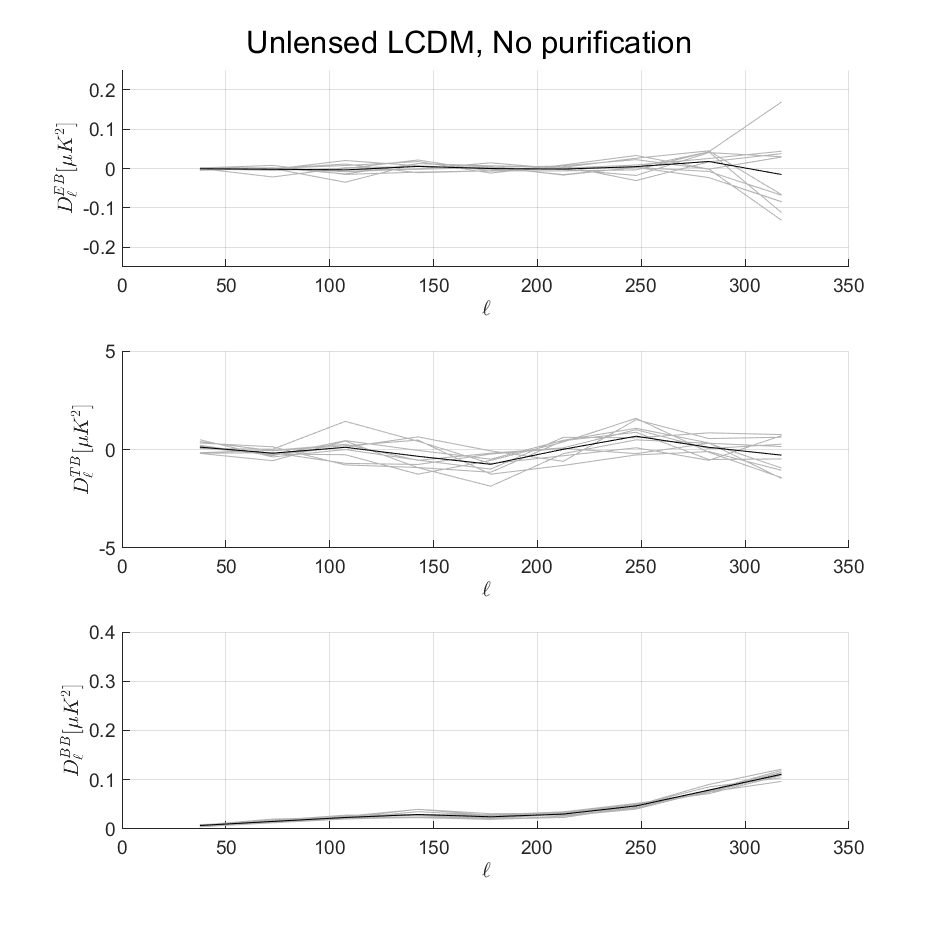 Unlensed LCDM, No purification
0.2
0.1
0
-0.1
-0.2
D_ℓ^{EB}[μK^2]
0 50 100 150 200 250 300 350
ℓ
5
0
-5
D_ℓ^{TB}[μK^2]
0 50 100 150 200 250 300 350
ℓ
0.4
0.3
0.2
0.1
0
D_ℓ^{BB}[μK^2]
0 50 100 150 200 250 300 350
ℓ